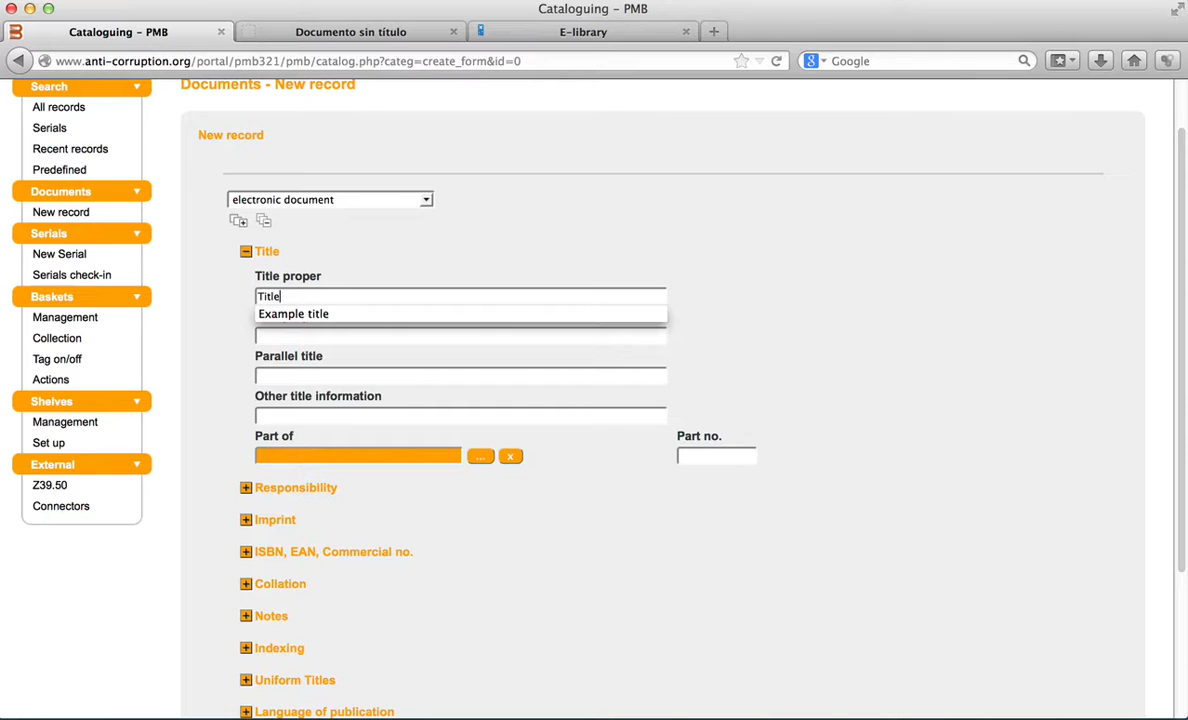 Cataloguing – PMB
Cataloguing – PMB
Documento sin título
E-library
www.anti-corruption.org/portal/pmb321/pmb/catalog.php?categ=create_form&id=0
Google
Search
All records
Serials
Recent records
Predefined
Documents
New record
Serials
New Serial
Serials check-in
Baskets
Management
Collection
Tag on/off
Actions
Shelves
Management
Set up
External
Z39.50
Connectors
Documents - New record
New record
electronic document
Title
Title proper
Title
Example title
Parallel title
Other title information
Part of
Part no.
... x
Responsibility
Imprint
ISBN, EAN, Commercial no.
Collation
Notes
Indexing
Uniform Titles
Language of publication